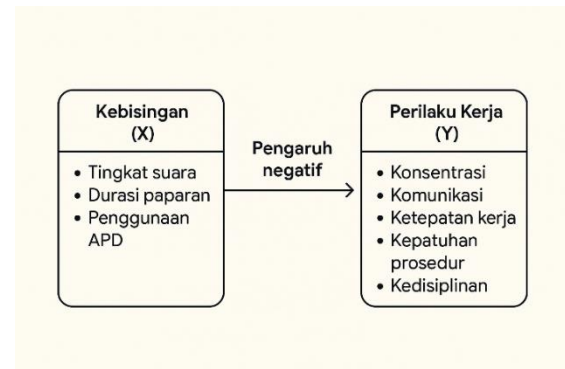 Kebisingan
(X)
• Tingkat suara
• Durasi paparan
• Penggunaan
APD
Pengaruh
negatif
Perilaku Kerja
(Y)
• Konsentrasi
• Komunikasi
• Ketepatan kerja
• Kepatuhan
prosedur
• Kedisiplinan